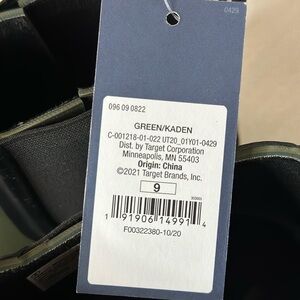 0429
096 09 0822
GREEN/KADEN
C-001218-01-022 UT20_01Y01-0429
Dist. by Target Corporation
Minneapolis, MN 55403
Origin: China
©2021 Target Brands, Inc.
9
1 91906 14991 4
F00322380-10/20